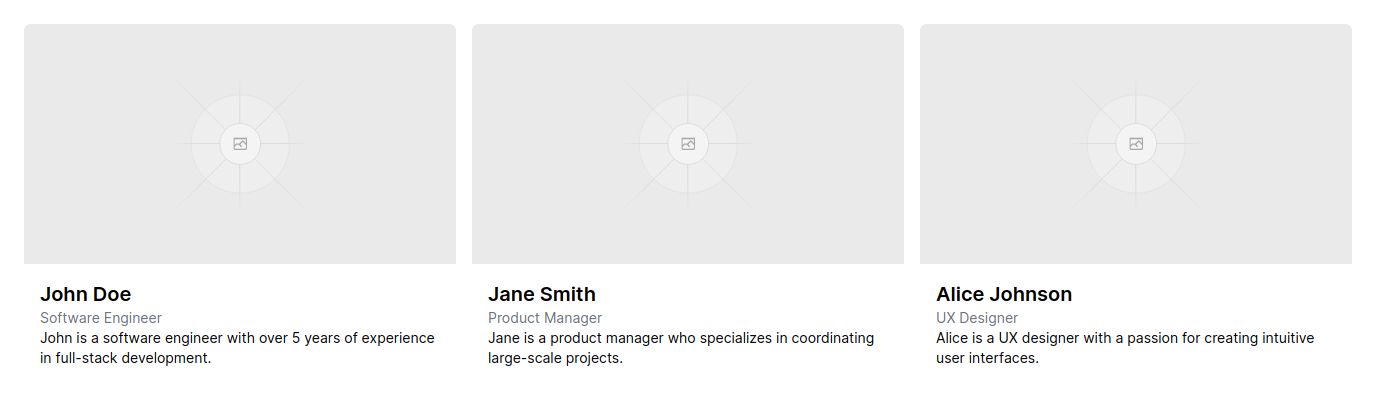 John Doe
Software Engineer
John is a software engineer with over 5 years of experience
in full-stack development.
Jane Smith
Product Manager
Jane is a product manager who specializes in coordinating
large-scale projects.
Alice Johnson
UX Designer
Alice is a UX designer with a passion for creating intuitive
user interfaces.